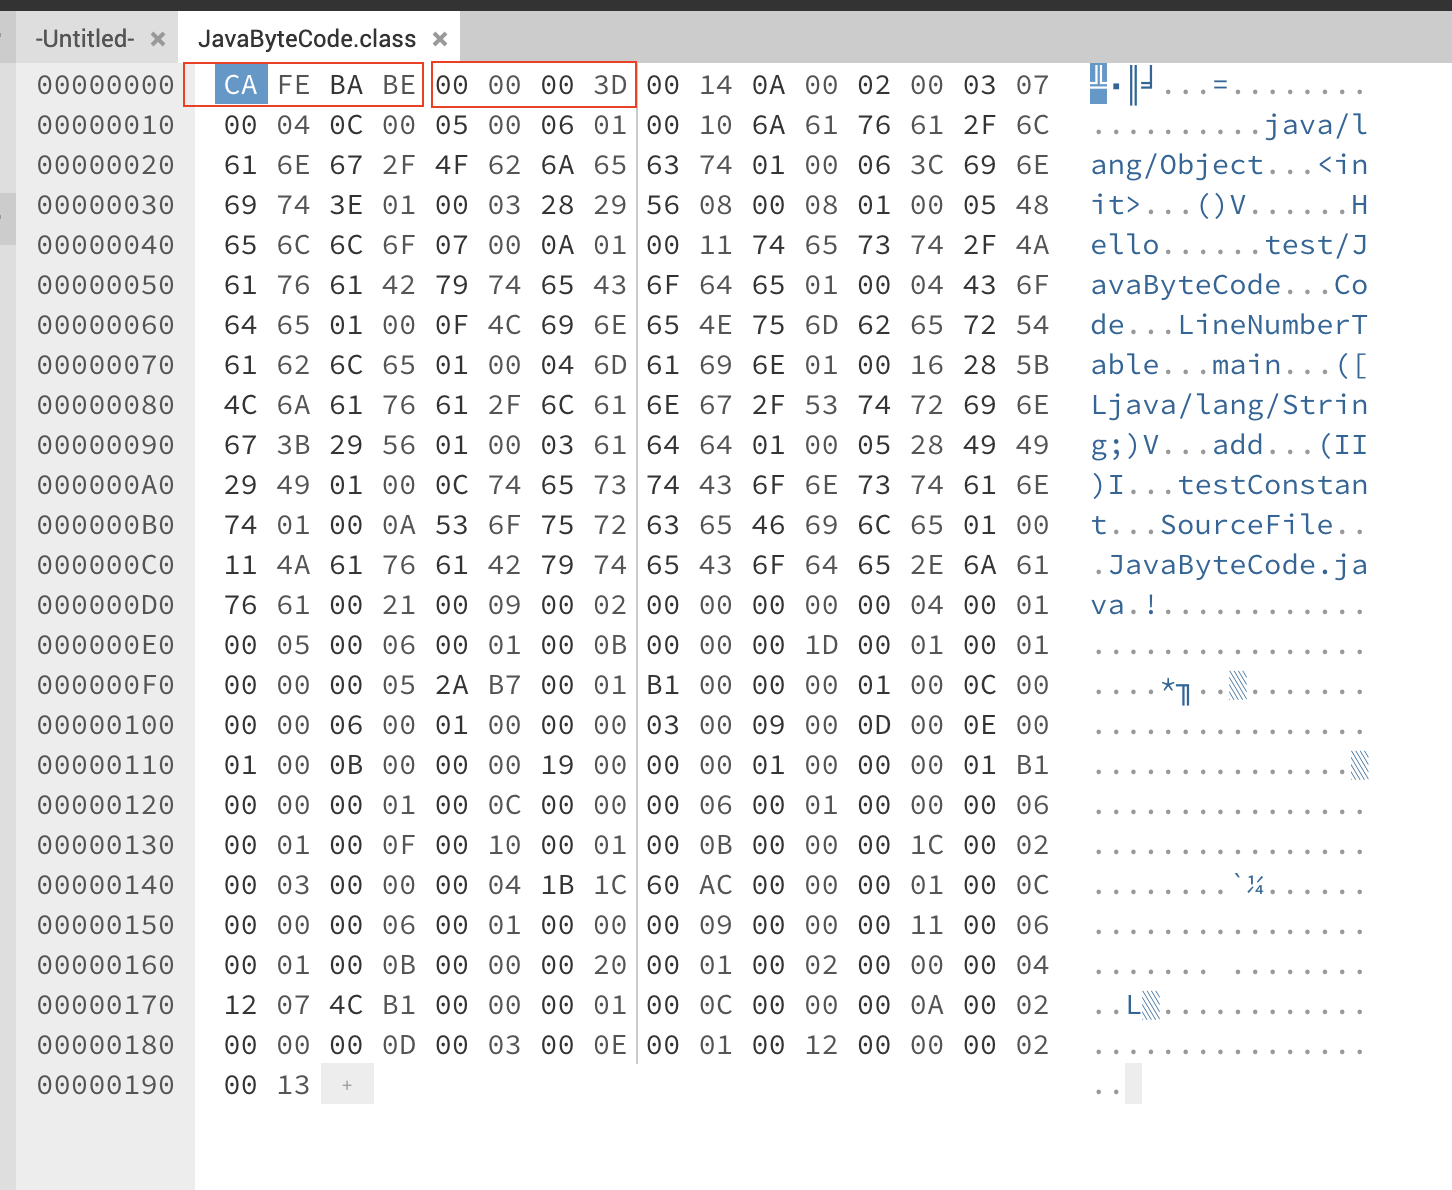 -Untitled- × JavaByteCode.class ×
00000000 CA FE BA BE 00 00 00 3D 00 14 0A 00 02 00 03 07 ╩■║╛...=........
00000010 00 04 0C 00 05 00 06 01 00 10 6A 61 76 61 2F 6C ..........java/l
00000020 61 6E 67 2F 4F 62 6A 65 63 74 01 00 06 3C 69 6E ang/Object...<in
00000030 69 74 3E 01 00 03 28 29 56 08 00 08 01 00 05 48 it>...()V......H
00000040 65 6C 6C 6F 07 00 0A 01 00 11 74 65 73 74 2F 4A ello......test/J
00000050 61 76 61 42 79 74 65 43 6F 64 65 01 00 04 43 6F avaByteCode...Co
00000060 64 65 01 00 0F 4C 69 6E 65 4E 75 6D 62 65 72 54 de...LineNumberT
00000070 61 62 6C 65 01 00 04 6D 61 69 6E 01 00 16 28 5B able...main...([
00000080 4C 6A 61 76 61 2F 6C 61 6E 67 2F 53 74 72 69 6E Ljava/lang/Strin
00000090 67 3B 29 56 01 00 03 61 64 64 01 00 05 28 49 49 g;)V...add...(II
000000A0 29 49 01 00 0C 74 65 73 74 43 6F 6E 73 74 61 6E )I...testConstan
000000B0 74 01 00 0A 53 6F 75 72 63 65 46 69 6C 65 01 00 t...SourceFile..
000000C0 11 4A 61 76 61 42 79 74 65 43 6F 64 65 2E 6A 61 .JavaByteCode.ja
000000D0 76 61 00 21 00 09 00 02 00 00 00 00 00 04 00 01 va.!............
000000E0 00 05 00 06 00 01 00 0B 00 00 00 1D 00 01 00 01 ................
000000F0 00 00 00 05 2A B7 00 01 B1 00 00 00 01 00 0C 00 ....*╖..▒.......
00000100 00 00 06 00 01 00 00 00 03 00 09 00 0D 00 0E 00 ................
00000110 01 00 0B 00 00 00 19 00 00 00 01 00 00 00 01 B1 ...............▒
00000120 00 00 00 01 00 0C 00 00 00 06 00 01 00 00 00 06 ................
00000130 00 01 00 0F 00 10 00 01 00 0B 00 00 00 1C 00 02 ................
00000140 00 03 00 00 00 04 1B 1C 60 AC 00 00 00 01 00 0C ........`¼......
00000150 00 00 00 06 00 01 00 00 00 09 00 00 00 11 00 06 ................
00000160 00 01 00 0B 00 00 00 20 00 01 00 02 00 00 00 04 ....... ........
00000170 12 07 4C B1 00 00 00 01 00 0C 00 00 00 0A 00 02 ..L▒............
00000180 00 00 00 0D 00 03 00 0E 00 01 00 12 00 00 00 02 ................
00000190 00 13 + ..